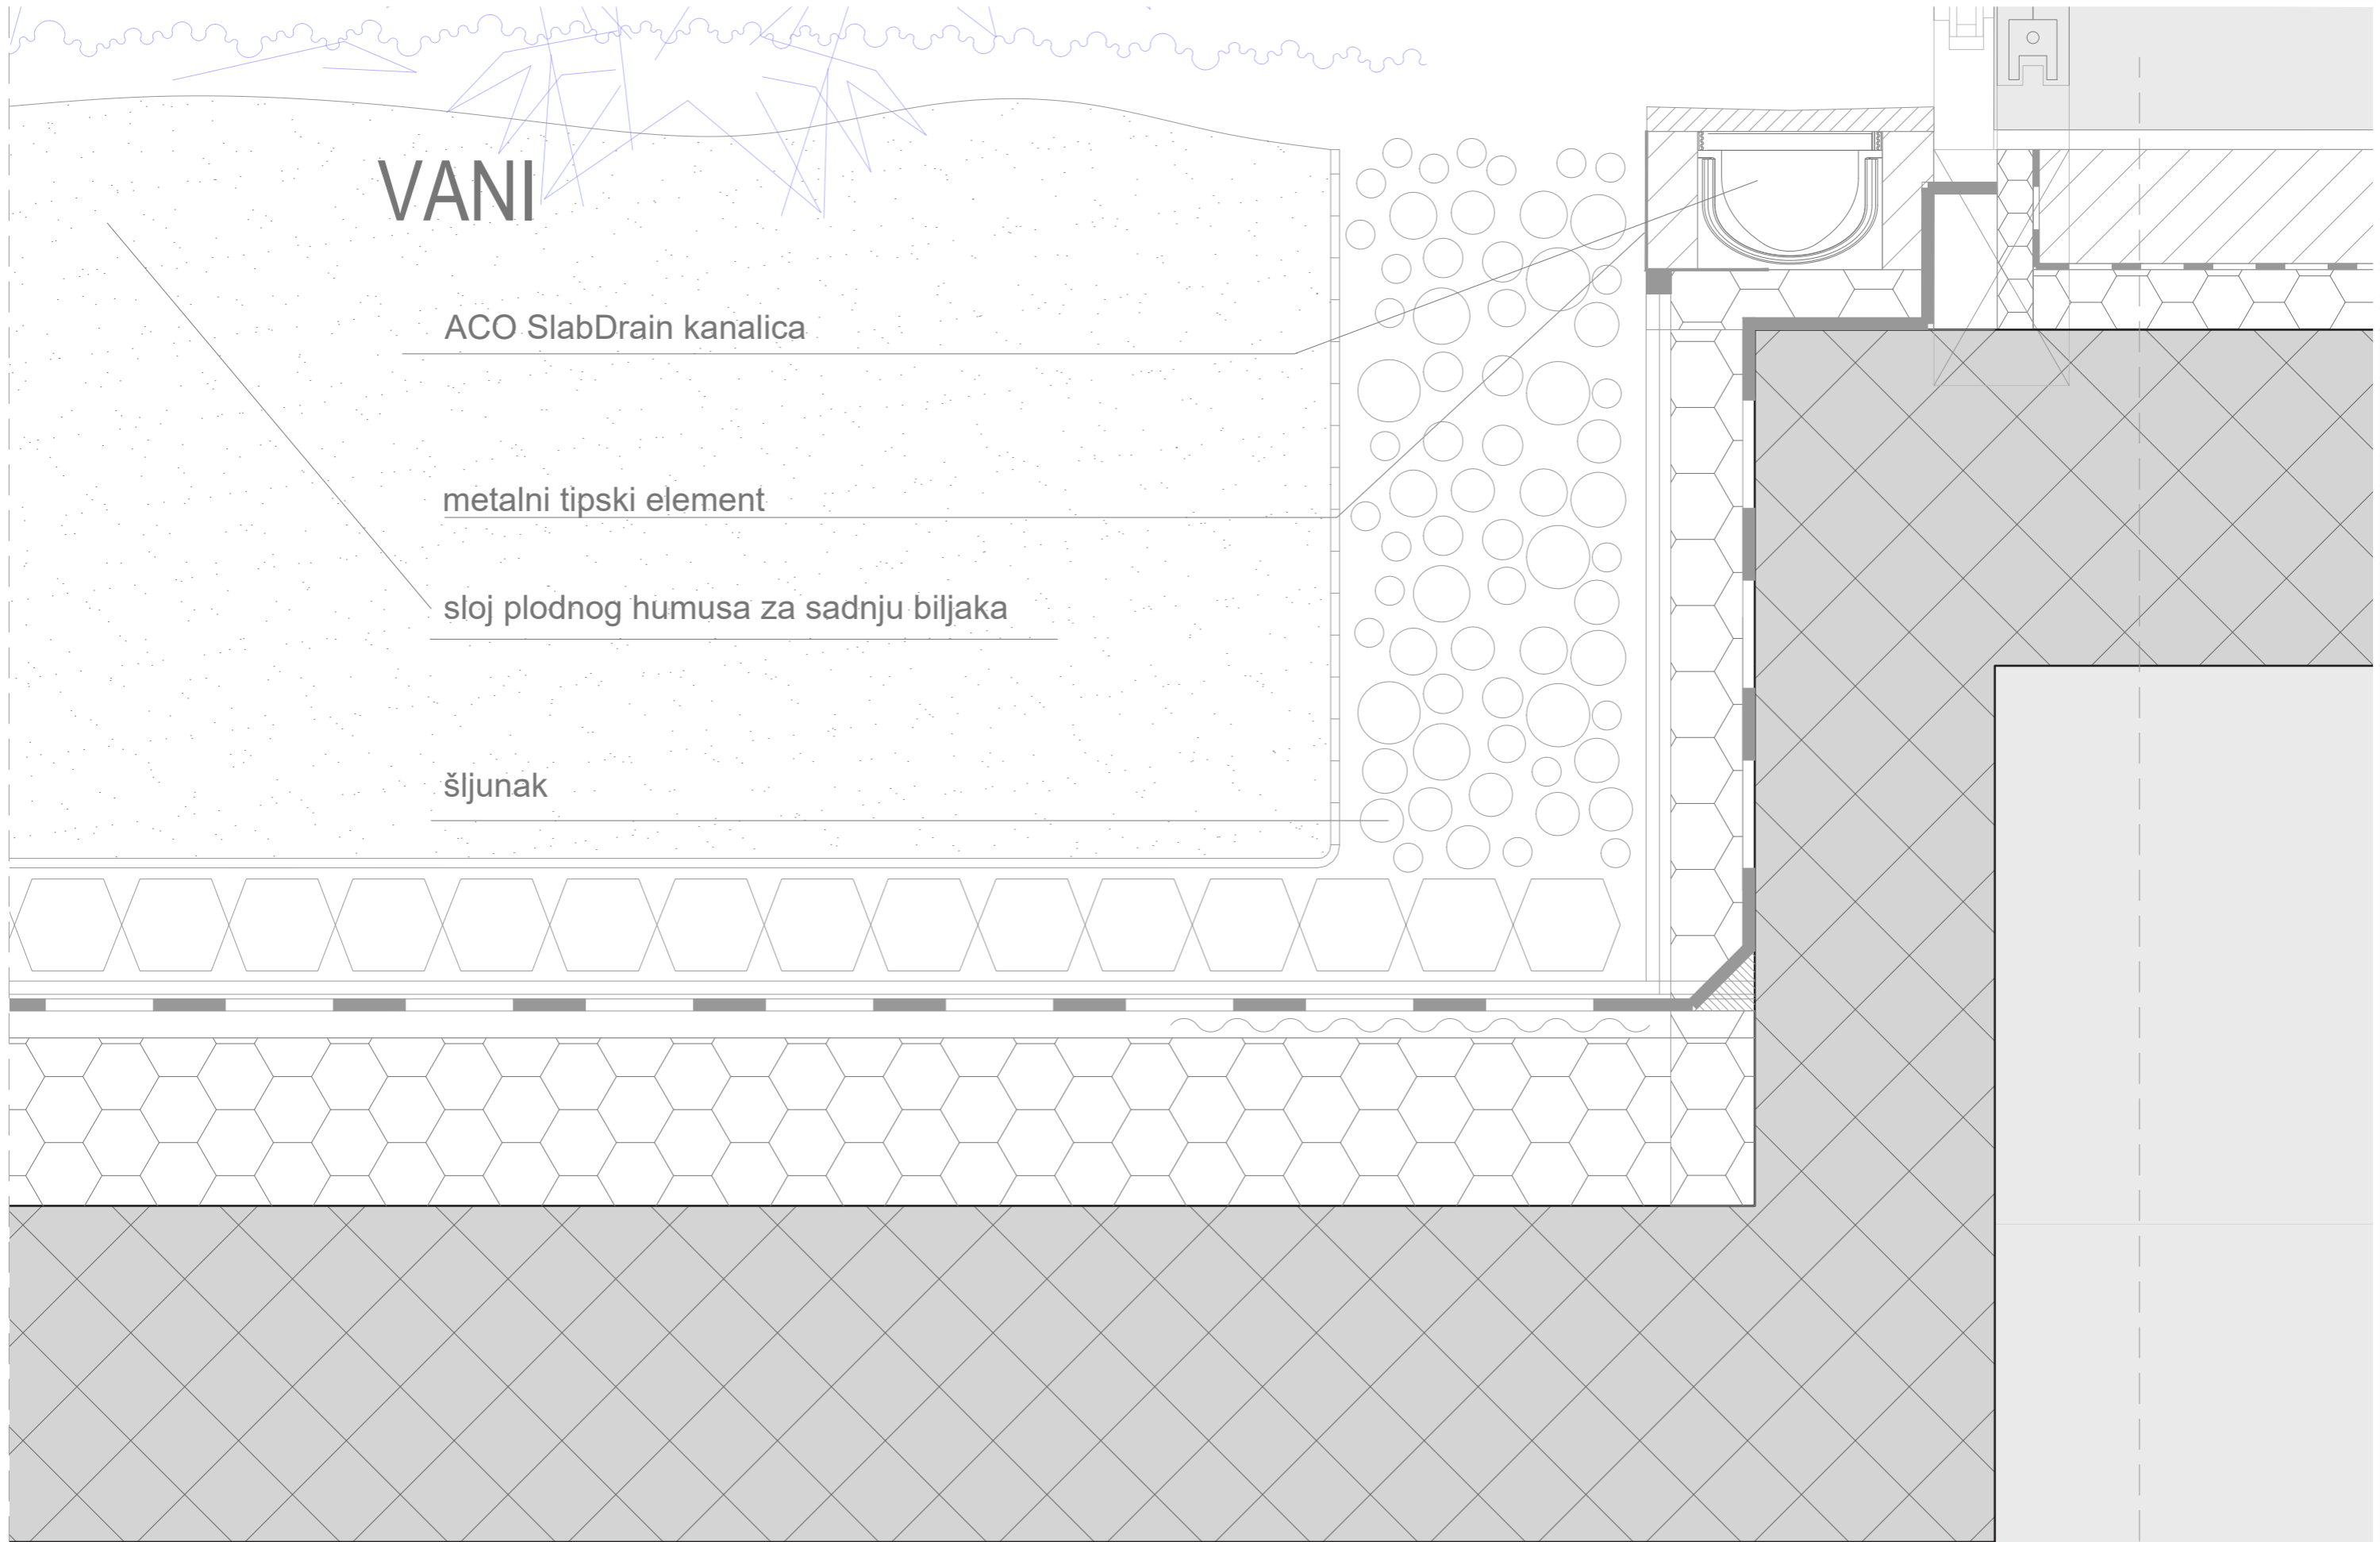 VANI
ACO SlabDrain kanalica
metalni tipski element
sloj plodnog humusa za sadnju biljaka
šljunak